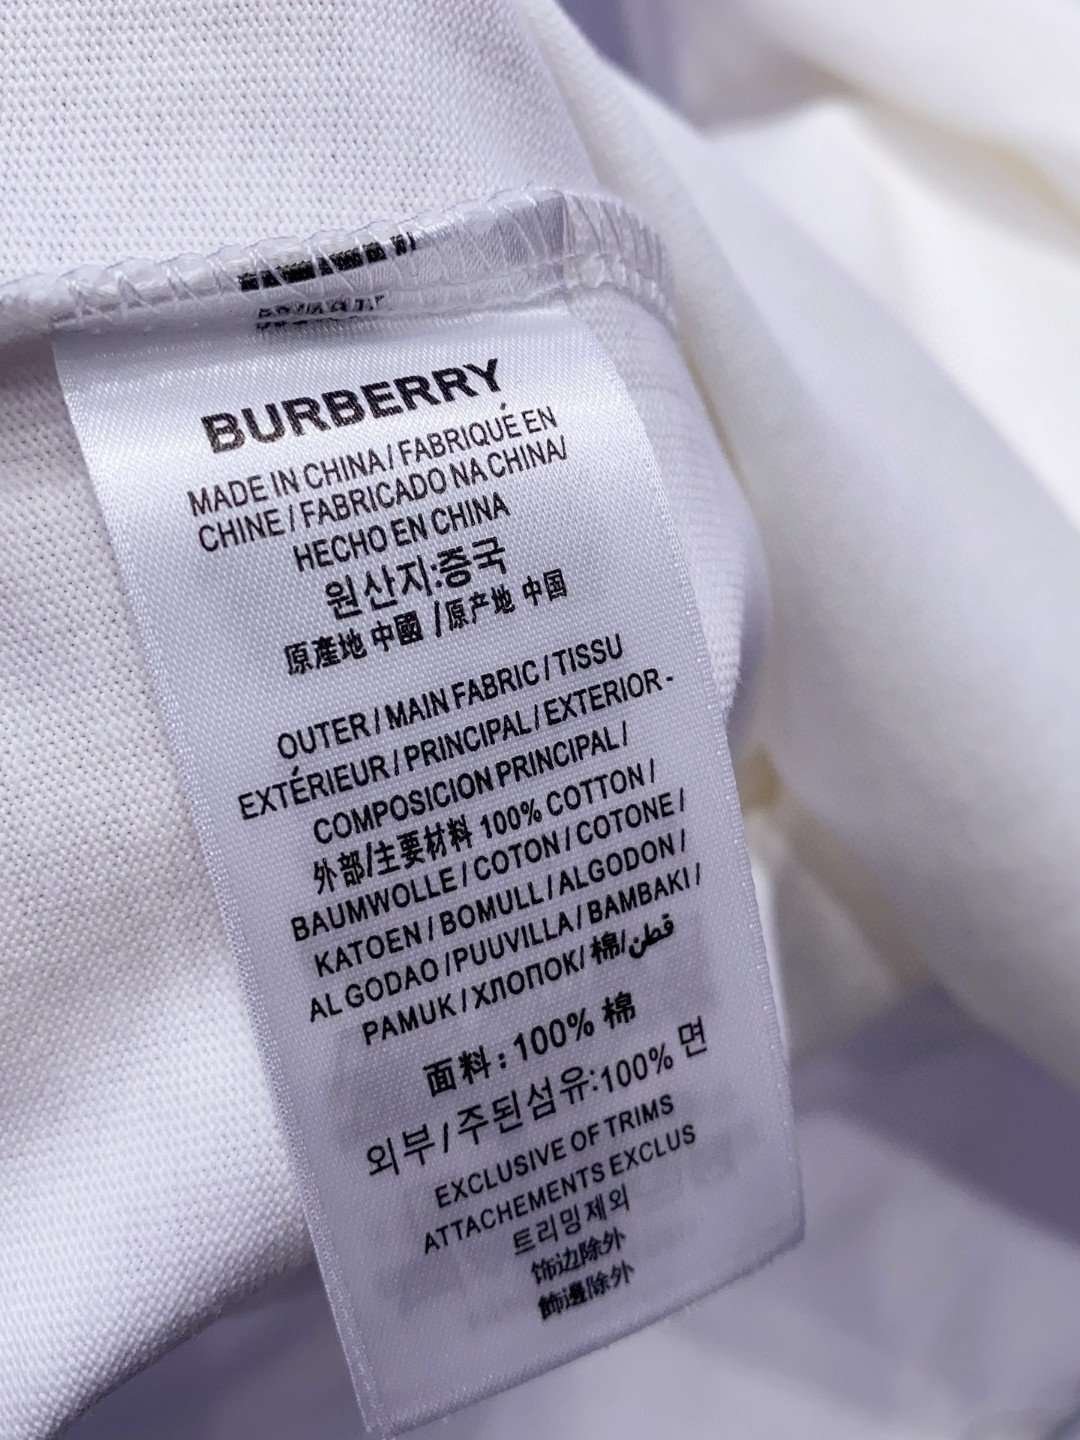 BURBERRY
MADE IN CHINA / FABRIQUÉ EN
CHINE / FABRICADO NA CHINA/
HECHO EN CHINA
원산지:중국
原產地 中國 / 原产地 中国
OUTER / MAIN FABRIC / TISSU
EXTÉRIEUR / PRINCIPAL / EXTERIOR -
COMPOSICION PRINCIPAL /
外部/主要材料 100% COTTON /
BAUMWOLLE / COTON / COTONE /
KATOEN / BOMULL / ALGODON /
ALGODAO / PUUVILLA / BAMBAKI /
PAMUK / ХЛОПОК/ 棉/ قطن
面料 : 100% 棉
외부 / 주된섬유:100% 면
EXCLUSIVE OF TRIMS
ATTACHEMENTS EXCLUS
트리밍제외
饰边除外
飾邊除外